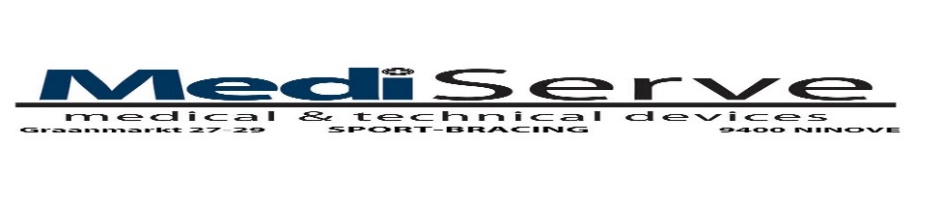 MediServe
medical & technical devices
Graanmarkt 27-29 SPORT-BRACING 9400 NINOVE